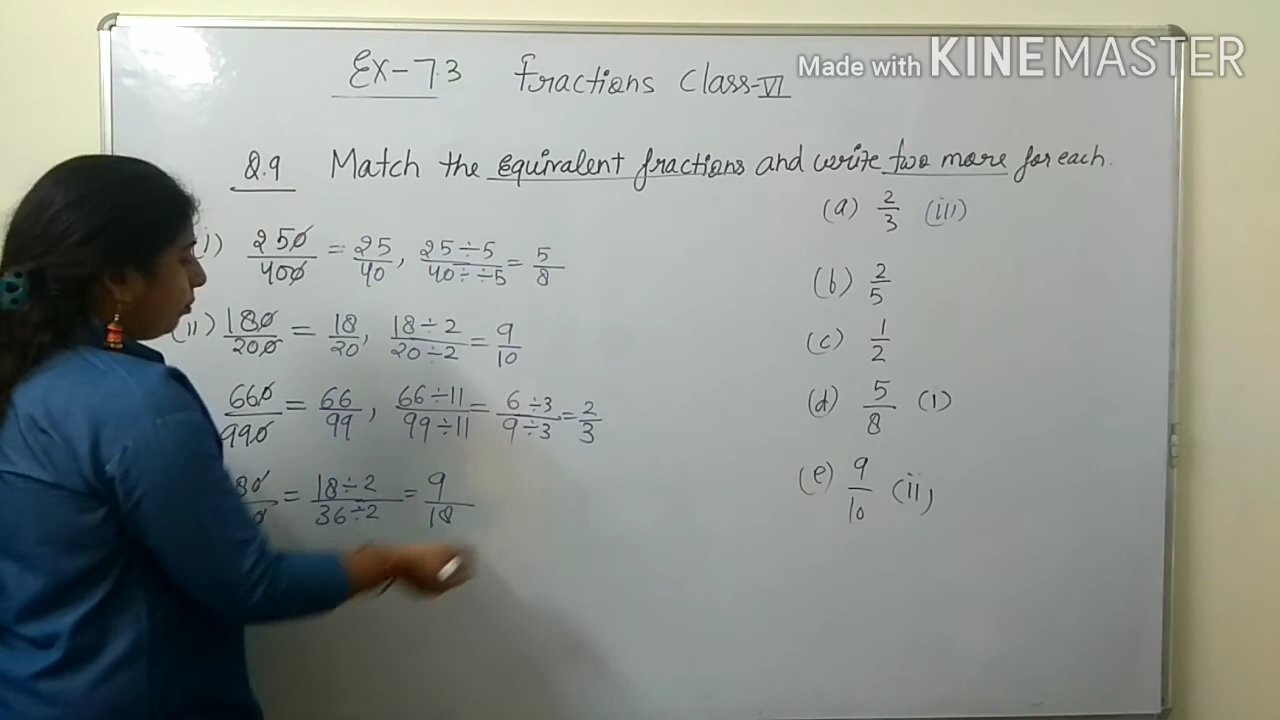 Ex-7.3 Fractions Class-VI
Made with KINEMASTER
Q.9 Match the equivalent fractions and write two more for each.
(i) 250/400 = 25/40, 25÷5/40÷÷5 = 5/8
(ii) 180/200 = 18/20, 18÷2/20÷2 = 9/10
660/990 = 66/99, 66÷11/99÷11 = 6÷3/9÷3 = 2/3
= 18÷2/36÷2 = 9/18
(a) 2/3 (iii)
(b) 2/5
(c) 1/2
(d) 5/8 (i)
(e) 9/10 (ii)